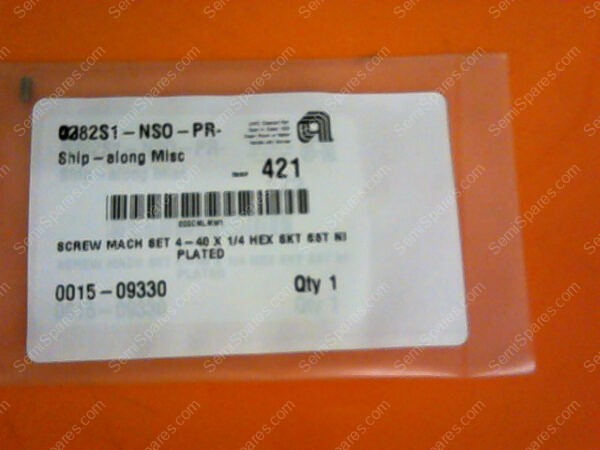 0282S1-NSO-PR-
Ship-along Misc
421
SCREW MACH SET 4-40 X 1/4 HEX SKT SST NI
PLATED
0015-09330
Qty 1
SemiSpares.com